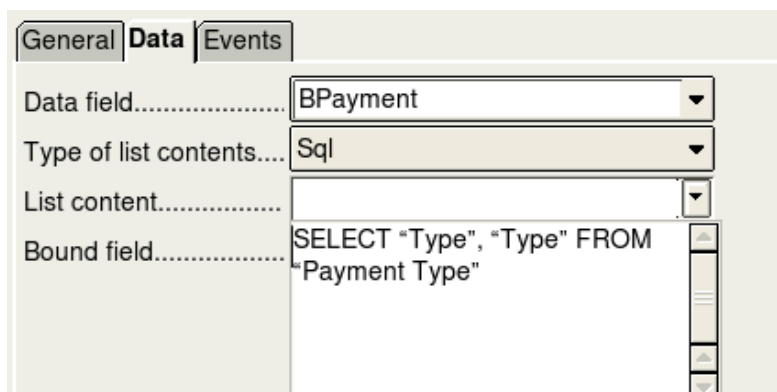 General Data Events
Data field..................... BPayment
Type of list contents.... Sql
List content.................
Bound field.................. SELECT “Type”, “Type” FROM
“Payment Type”